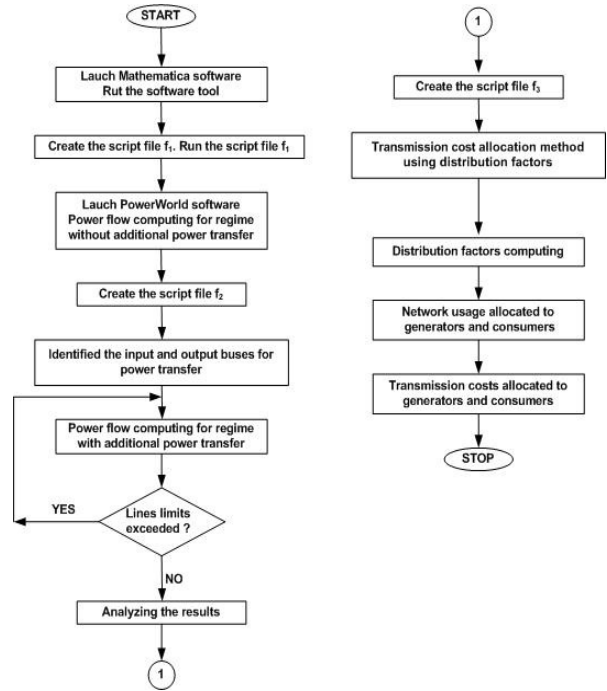 START
Lauch Mathematica software
Rut the software tool
Create the script file f₁. Run the script file f₁
Lauch PowerWorld software
Power flow computing for regime
without additional power transfer
Create the script file f₂
Identified the input and output buses for
power transfer
Power flow computing for regime
with additional power transfer
Lines limits
exceeded ?
YES
NO
Analyzing the results
1
1
Create the script file f₃
Transmission cost allocation method
using distribution factors
Distribution factors computing
Network usage allocated to
generators and consumers
Transmission costs allocated to
generators and consumers
STOP